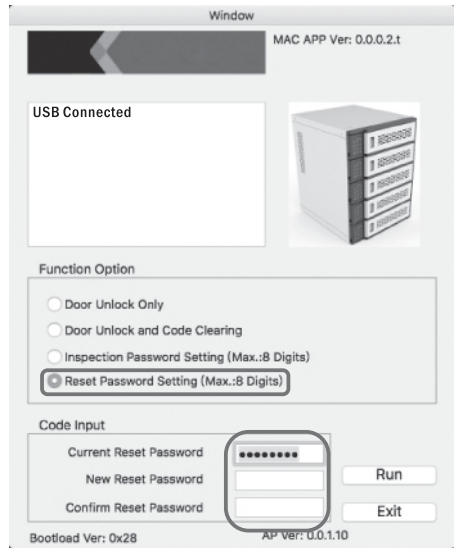 Window
MAC APP Ver: 0.0.0.2.t
USB Connected
Function Option
Door Unlock Only
Door Unlock and Code Clearing
Inspection Password Setting (Max.:8 Digits)
Reset Password Setting (Max.:8 Digits)
Code Input
Current Reset Password ••••••••
New Reset Password
Run
Confirm Reset Password
Exit
Bootload Ver: 0x28
AP Ver: 0.0.1.10